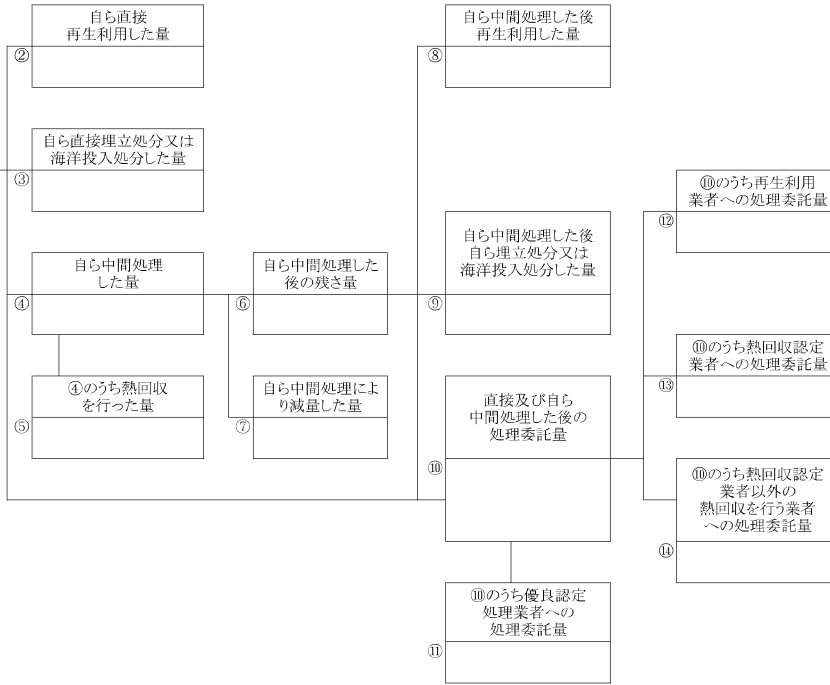 自ら直接
再生利用した量
②
自ら直接埋立処分又は
海洋投入処分した量
③
自ら中間処理
した量
④
④のうち熱回収
を行った量
⑤
自ら中間処理した
後の残さ量
⑥
自ら中間処理によ
り減量した量
⑦
自ら中間処理した後
再生利用した量
⑧
自ら中間処理した後
自ら埋立処分又は
海洋投入処分した量
⑨
直接及び自ら
中間処理した後の
処理委託量
⑩
⑩のうち優良認定
処理業者への
処理委託量
⑪
⑩のうち再生利用
業者への処理委託量
⑫
⑩のうち熱回収認定
業者への処理委託量
⑬
⑩のうち熱回収認定
業者以外の
熱回収を行う業者
への処理委託量
⑭